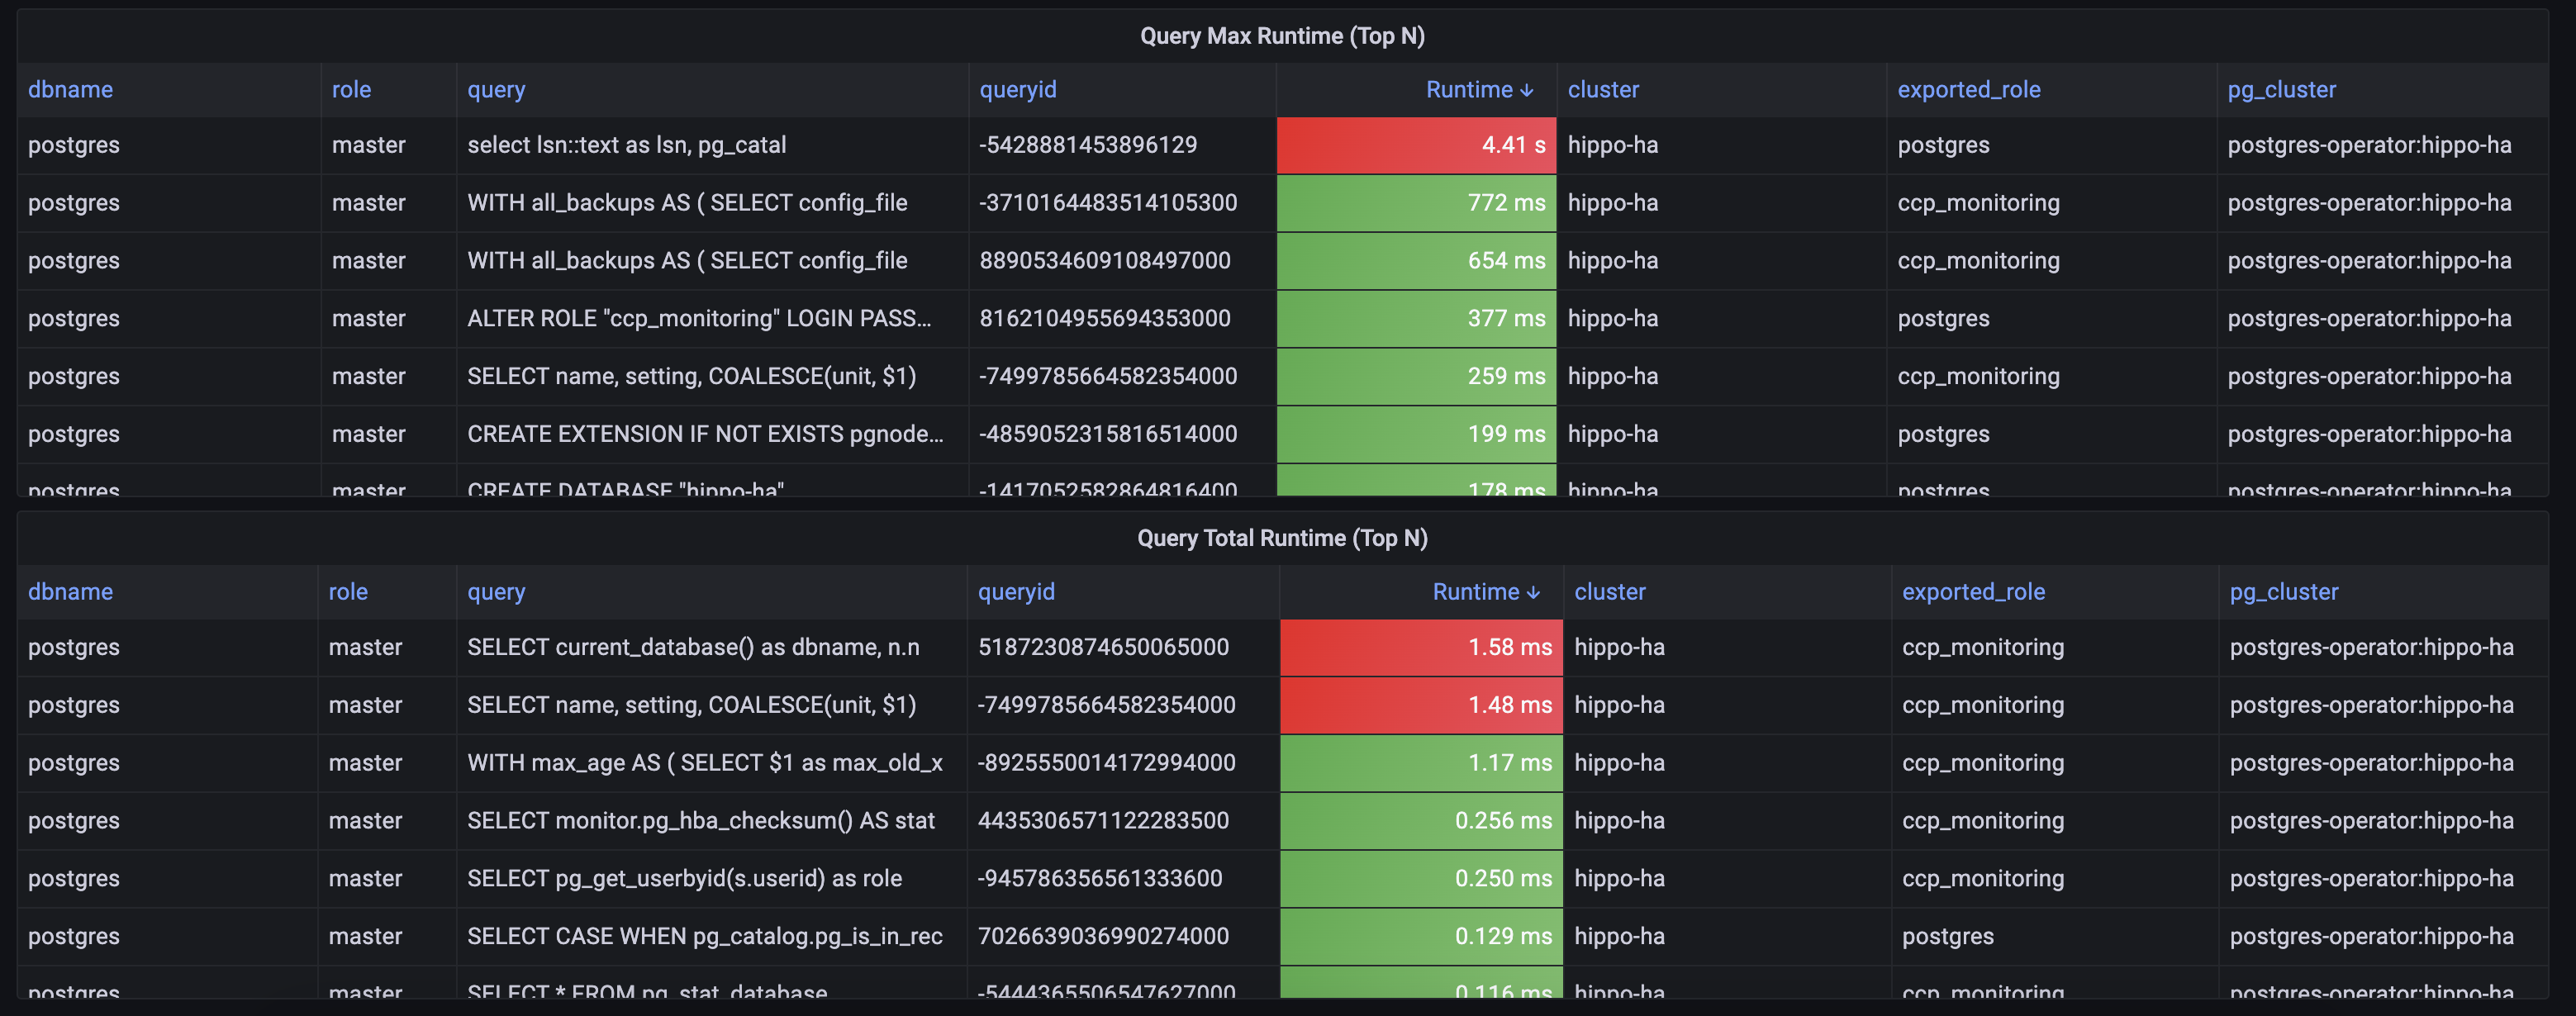 Query Max Runtime (Top N)
dbname role query queryid Runtime ↓ cluster exported_role pg_cluster
postgres master select lsn::text as lsn, pg_catal -5428881453896129 4.41 s hippo-ha postgres postgres-operator:hippo-ha
postgres master WITH all_backups AS ( SELECT config_file -3710164483514105300 772 ms hippo-ha ccp_monitoring postgres-operator:hippo-ha
postgres master WITH all_backups AS ( SELECT config_file 8890534609108497000 654 ms hippo-ha ccp_monitoring postgres-operator:hippo-ha
postgres master ALTER ROLE "ccp_monitoring" LOGIN PASS... 8162104955694353000 377 ms hippo-ha postgres postgres-operator:hippo-ha
postgres master SELECT name, setting, COALESCE(unit, $1) -7499785664582354000 259 ms hippo-ha ccp_monitoring postgres-operator:hippo-ha
postgres master CREATE EXTENSION IF NOT EXISTS pgnode... -4859052315816514000 199 ms hippo-ha postgres postgres-operator:hippo-ha
postgres master CREATE DATABASE "hippo-ha" -1417052582864816400 178 ms hippo-ha postgres postgres-operator:hippo-ha
Query Total Runtime (Top N)
dbname role query queryid Runtime ↓ cluster exported_role pg_cluster
postgres master SELECT current_database() as dbname, n.n 5187230874650065000 1.58 ms hippo-ha ccp_monitoring postgres-operator:hippo-ha
postgres master SELECT name, setting, COALESCE(unit, $1) -7499785664582354000 1.48 ms hippo-ha ccp_monitoring postgres-operator:hippo-ha
postgres master WITH max_age AS ( SELECT $1 as max_old_x -8925550014172994000 1.17 ms hippo-ha ccp_monitoring postgres-operator:hippo-ha
postgres master SELECT monitor.pg_hba_checksum() AS stat 4435306571122283500 0.256 ms hippo-ha ccp_monitoring postgres-operator:hippo-ha
postgres master SELECT pg_get_userbyid(s.userid) as role -945786356561333600 0.250 ms hippo-ha ccp_monitoring postgres-operator:hippo-ha
postgres master SELECT CASE WHEN pg_catalog.pg_is_in_rec 7026639036990274000 0.129 ms hippo-ha postgres postgres-operator:hippo-ha
postgres master SELECT * FROM pg_stat_database -5444365506547627000 0.116 ms hippo-ha ccp_monitoring postgres-operator:hippo-ha